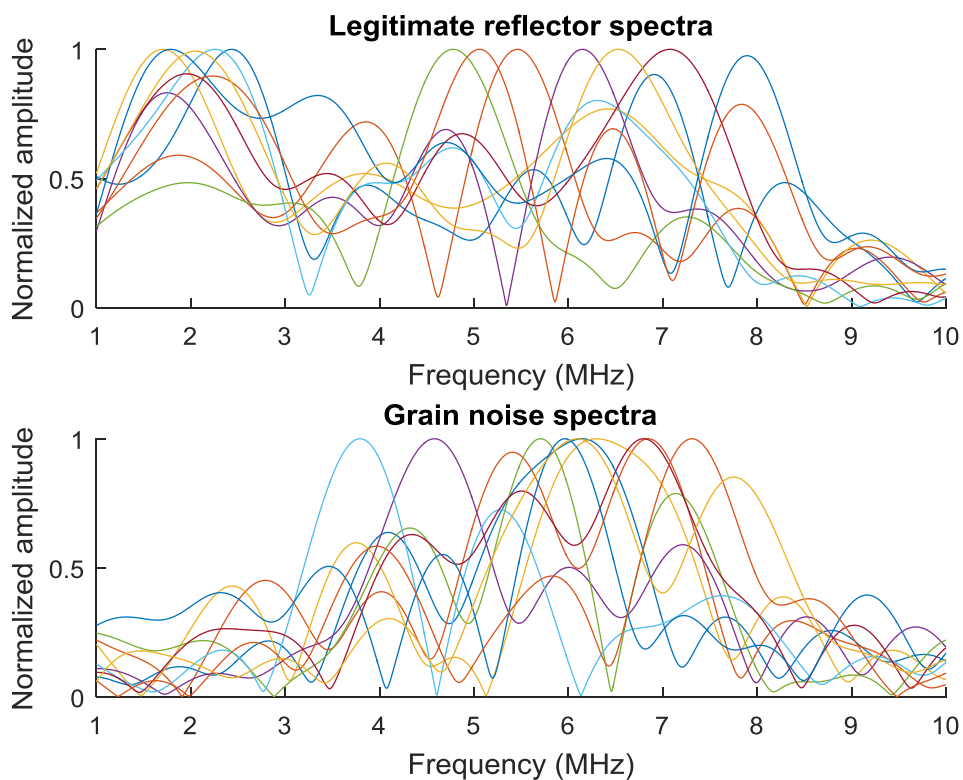 Legitimate reflector spectra
Normalized amplitude
1
0.5
0
1 2 3 4 5 6 7 8 9 10
Frequency (MHz)
Grain noise spectra
Normalized amplitude
1
0.5
0
1 2 3 4 5 6 7 8 9 10
Frequency (MHz)